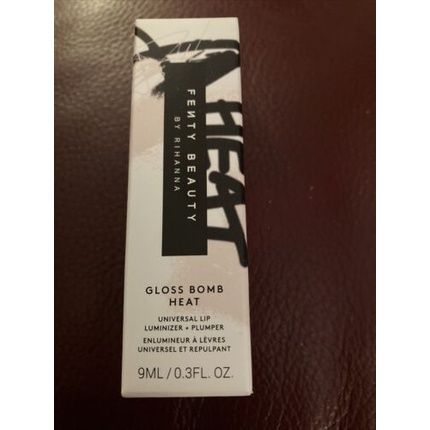 HEAT
FEИTY BEAUTY
BY RIHANNA
GLOSS BOMB
HEAT
UNIVERSAL LIP
LUMINIZER + PLUMPER
ENLUMINEUR À LÈVRES
UNIVERSEL ET REPULPANT
9ML / 0.3FL. OZ.